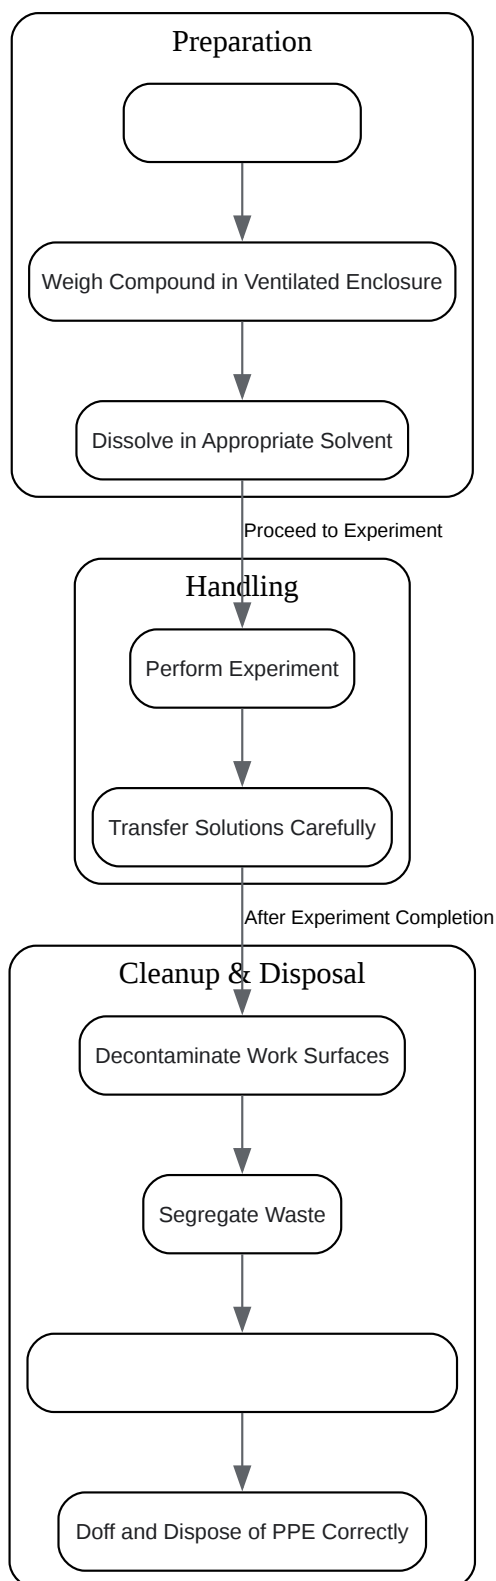 Preparation
Weigh Compound in Ventilated Enclosure
Dissolve in Appropriate Solvent
Proceed to Experiment
Handling
Perform Experiment
Transfer Solutions Carefully
After Experiment Completion
Cleanup & Disposal
Decontaminate Work Surfaces
Segregate Waste
Doff and Dispose of PPE Correctly